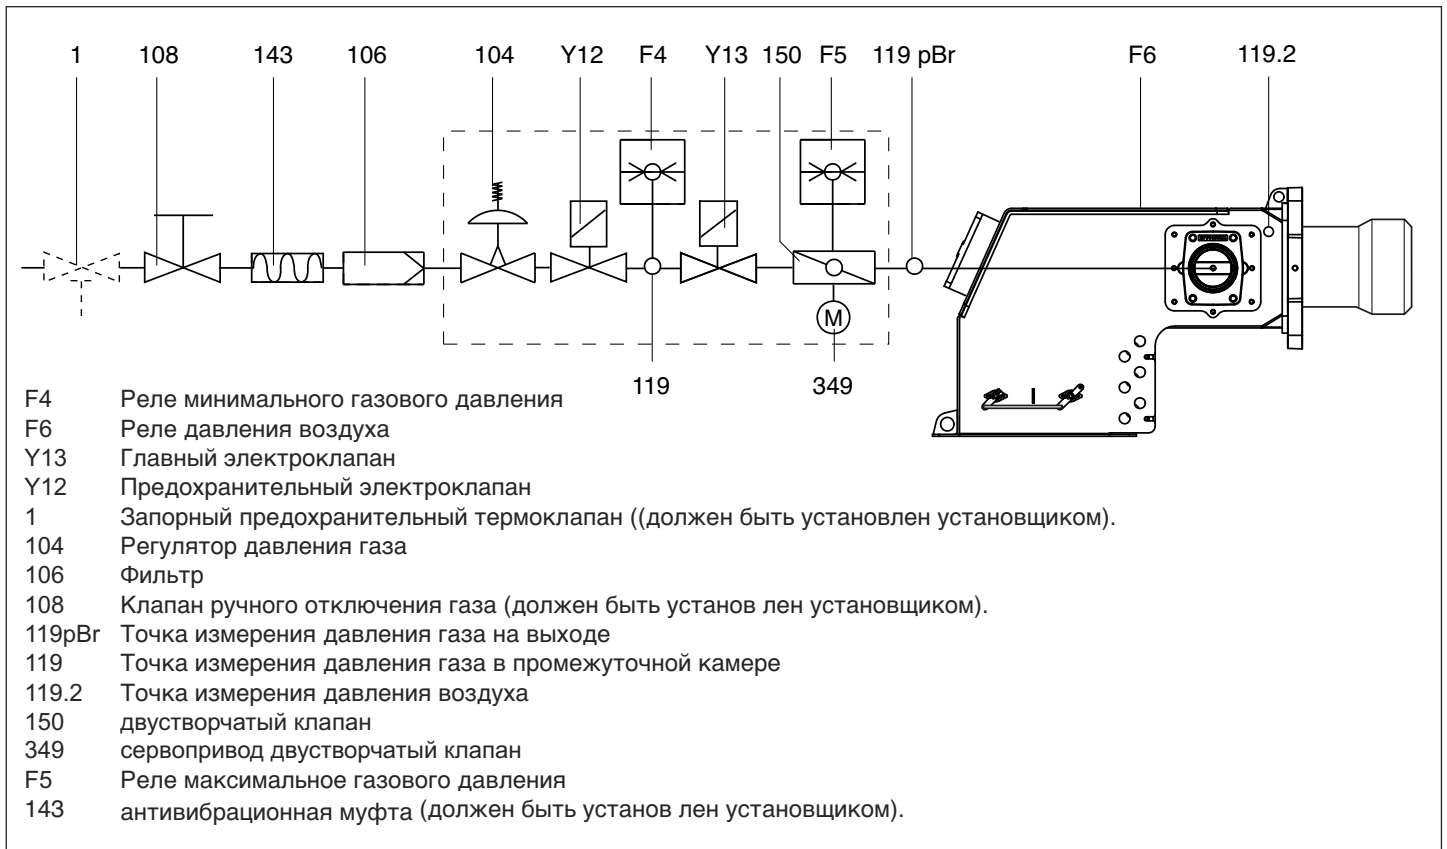 1 108 143 106 104 Y12 F4 Y13 150 F5 119 pBr F6 119.2
M
119 349
F4 Реле минимального газового давления
F6 Реле давления воздуха
Y13 Главный электроклапан
Y12 Предохранительный электроклапан
1 Запорный предохранительный термоклапан ((должен быть установлен установщиком).
104 Регулятор давления газа
106 Фильтр
108 Клапан ручного отключения газа (должен быть установ лен установщиком).
119pBr Точка измерения давления газа на выходе
119 Точка измерения давления газа в промежуточной камере
119.2 Точка измерения давления воздуха
150 двустворчатый клапан
349 сервопривод двустворчатый клапан
F5 Реле максимальное газового давления
143 антивибрационная муфта (должен быть установ лен установщиком).